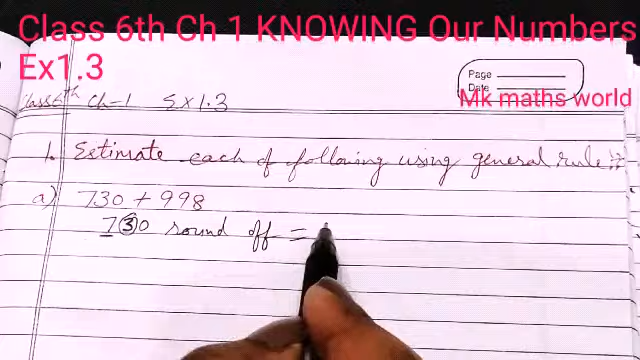 Class 6th Ch 1 KNOWING Our Numbers
Ex1.3
Page
Date
Mk maths world
Class 6th Ch-1 Ex 1.3
1. Estimate each of following using general rule:
a) 730 + 998
730 round off =